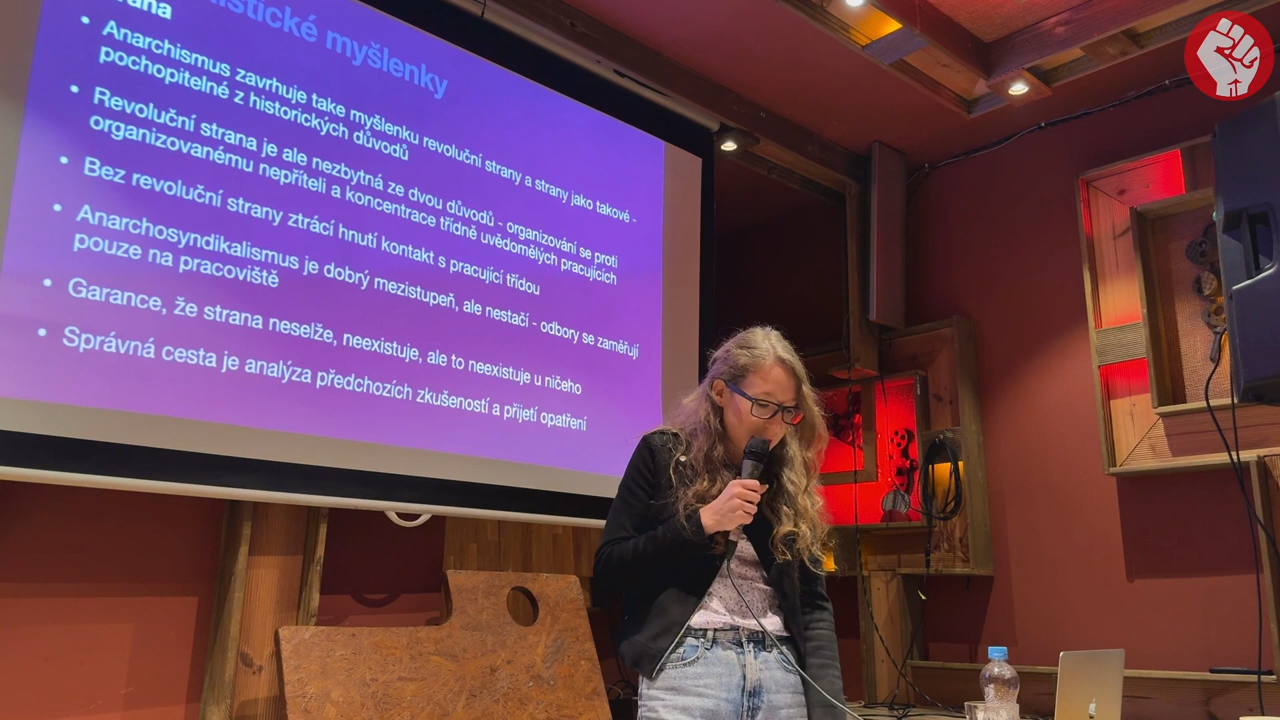 istické myšlenky
rana
Anarchismus zavrhuje take myšlenku revoluční strany a strany jako takové -
pochopitelné z historických důvodů
Revoluční strana je ale nezbytná ze dvou důvodů - organizování se proti
organizovanému nepříteli a koncentrace třídně uvědomělých pracujících
Bez revoluční strany ztrácí hnutí kontakt s pracující třídou
Anarchosyndikalismus je dobrý mezistupeň, ale nestačí - odbory se zaměřují
pouze na pracoviště
Garance, že strana neselže, neexistuje, ale to neexistuje u ničeho
Správná cesta je analýza předchozích zkušeností a přijetí opatření